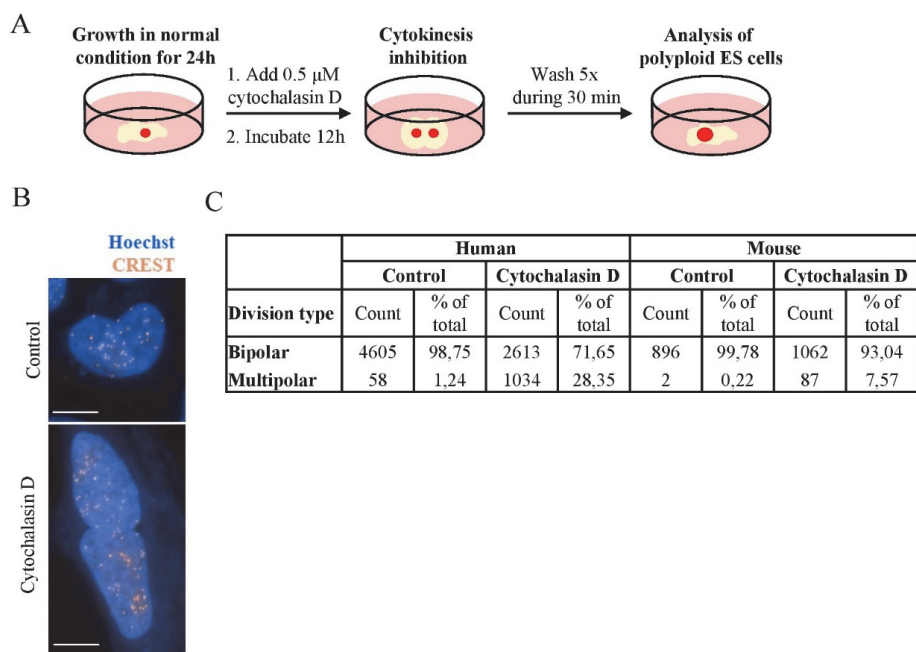 A
Growth in normal
condition for 24h
1. Add 0.5 μM
cytochalasin D
2. Incubate 12h
Cytokinesis
inhibition
Wash 5x
during 30 min
Analysis of
polyploid ES cells
B
Hoechst
CREST
Control
Cytochalasin D
C
Human Mouse
Control Cytochalasin D Control Cytochalasin D
Division type Count % of total Count % of total Count % of total Count % of total
Bipolar 4605 98,75 2613 71,65 896 99,78 1062 93,04
Multipolar 58 1,24 1034 28,35 2 0,22 87 7,57